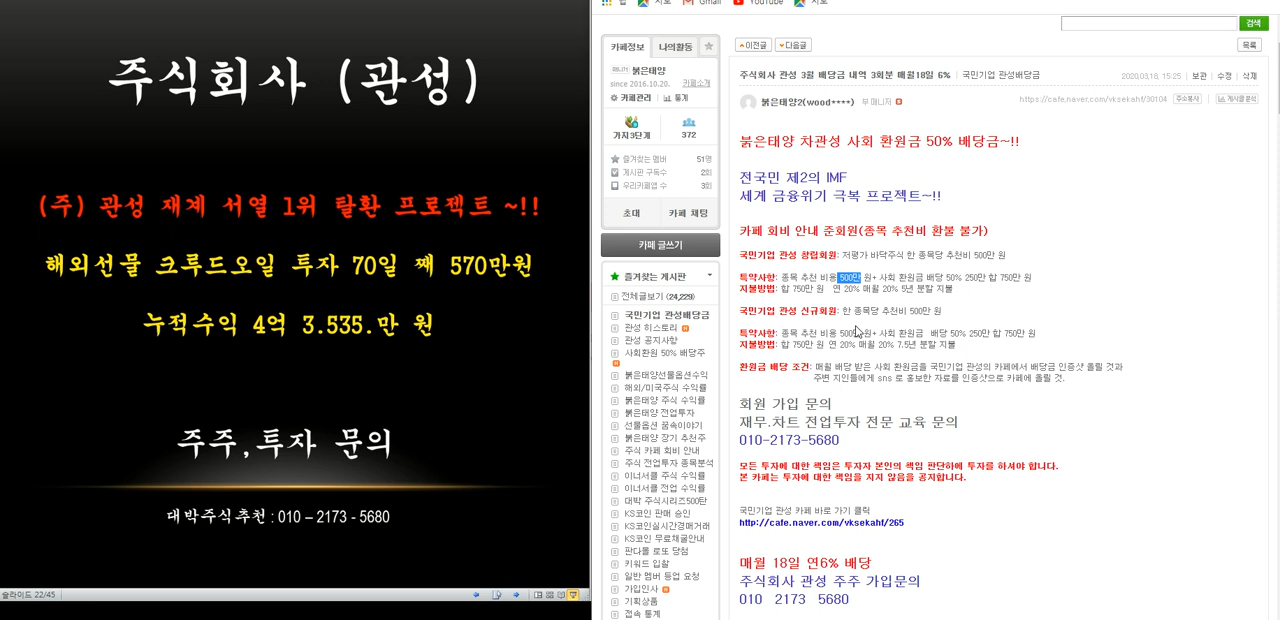 주식회사 (관성)
(주) 관성 재계 서열 1위 탈환 프로젝트 ~!!
해외선물 크루드오일 투자 70일 째 570만원
누적수익 4억 3.535.만 원
주주,투자 문의
대박주식추천 : 010 – 2173 - 5680
슬라이드 22/45
Gmail
YouTube
지도
검색
카페정보
나의활동
이전글
다음글
목록
매니저 붉은태양
since 2016.10.20.
카페소개
카페관리
통계
가지3단계
372
즐겨찾는 멤버 51명
게시판 구독수 2회
우리카페앱 수 3회
초대
카페 채팅
카페 글쓰기
즐겨찾는 게시판
전체글보기 (24,229)
국민기업 관성배당금
관성 히스토리
관성 공지사항
사회환원 50% 배당주
붉은태양선물옵션수익
해외/미국주식 수익률
붉은태양 주식 수익률
붉은태양 전업투자
선물옵션 꿈속이야기
붉은태양 장기 추천주
주식 카페 회비 안내
주식 전업투자 종목분석
이너서클 주식 수익률
이너서클 전업 수익률
대박 주식시리즈500탄
KS코인 판매 승인
KS코인실시간경매거래
KS코인 무료채굴안내
판다몰 로또 당첨
키워드 입찰
일반 멤버 등업 요청
가입인사
기획상품
접속 통계
주식회사 관성 3월 배당금 내역 3회분 매월18일 6%
국민기업 관성배당금
2020.03.18. 15:25
보관
수정
삭제
붉은태양2(wood****)
부매니저
https://cafe.naver.com/vksekahf/30104
주소복사
게시글 분석
붉은태양 차관성 사회 환원금 50% 배당금~!!
전국민 제2의 IMF
세계 금융위기 극복 프로젝트~!!
카페 회비 안내 준회원(종목 추천비 환불 불가)
국민기업 관성 창립회원: 저평가 바닥주식 한 종목당 추천비 500만 원
특약사항: 종목 추천 비용 500만 원+ 사회 환원금 배당 50% 250만 합 750만 원
지불방법: 합 750만 원 연 20% 매월 20% 5년 분할 지불
국민기업 관성 신규회원: 한 종목당 추천비 500만 원
특약사항: 종목 추천 비용 500만 원+ 사회 환원금 배당 50% 250만 합 750만 원
지불방법: 합 750만 원 연 20% 매월 20% 7.5년 분할 지불
환원금 배당 조건: 매월 배당 받은 사회 환원금을 국민기업 관성의 카페에서 배당금 인증샷 올릴 것과
주변 지인들에게 sns 로 홍보한 자료를 인증샷으로 카페에 올릴 것.
회원 가입 문의
재무.차트 전업투자 전문 교육 문의
010-2173-5680
모든 투자에 대한 책임은 투자자 본인의 책임 판단하에 투자를 하셔야 합니다.
본 카페는 투자에 대한 책임을 지지 않음을 공지합니다.
국민기업 관성 카페 바로 가기 클릭
http://cafe.naver.com/vksekahf/265
매월 18일 연6% 배당
주식회사 관성 주주 가입문의
010 2173 5680